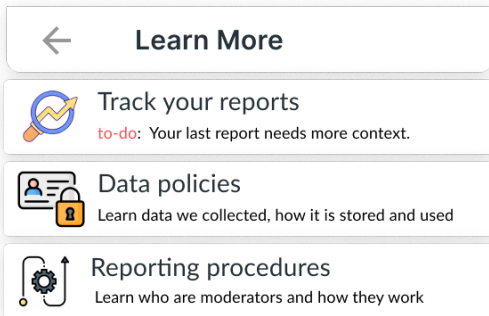 Learn More
Track your reports
to-do: Your last report needs more context.
Data policies
Learn data we collected, how it is stored and used
Reporting procedures
Learn who are moderators and how they work